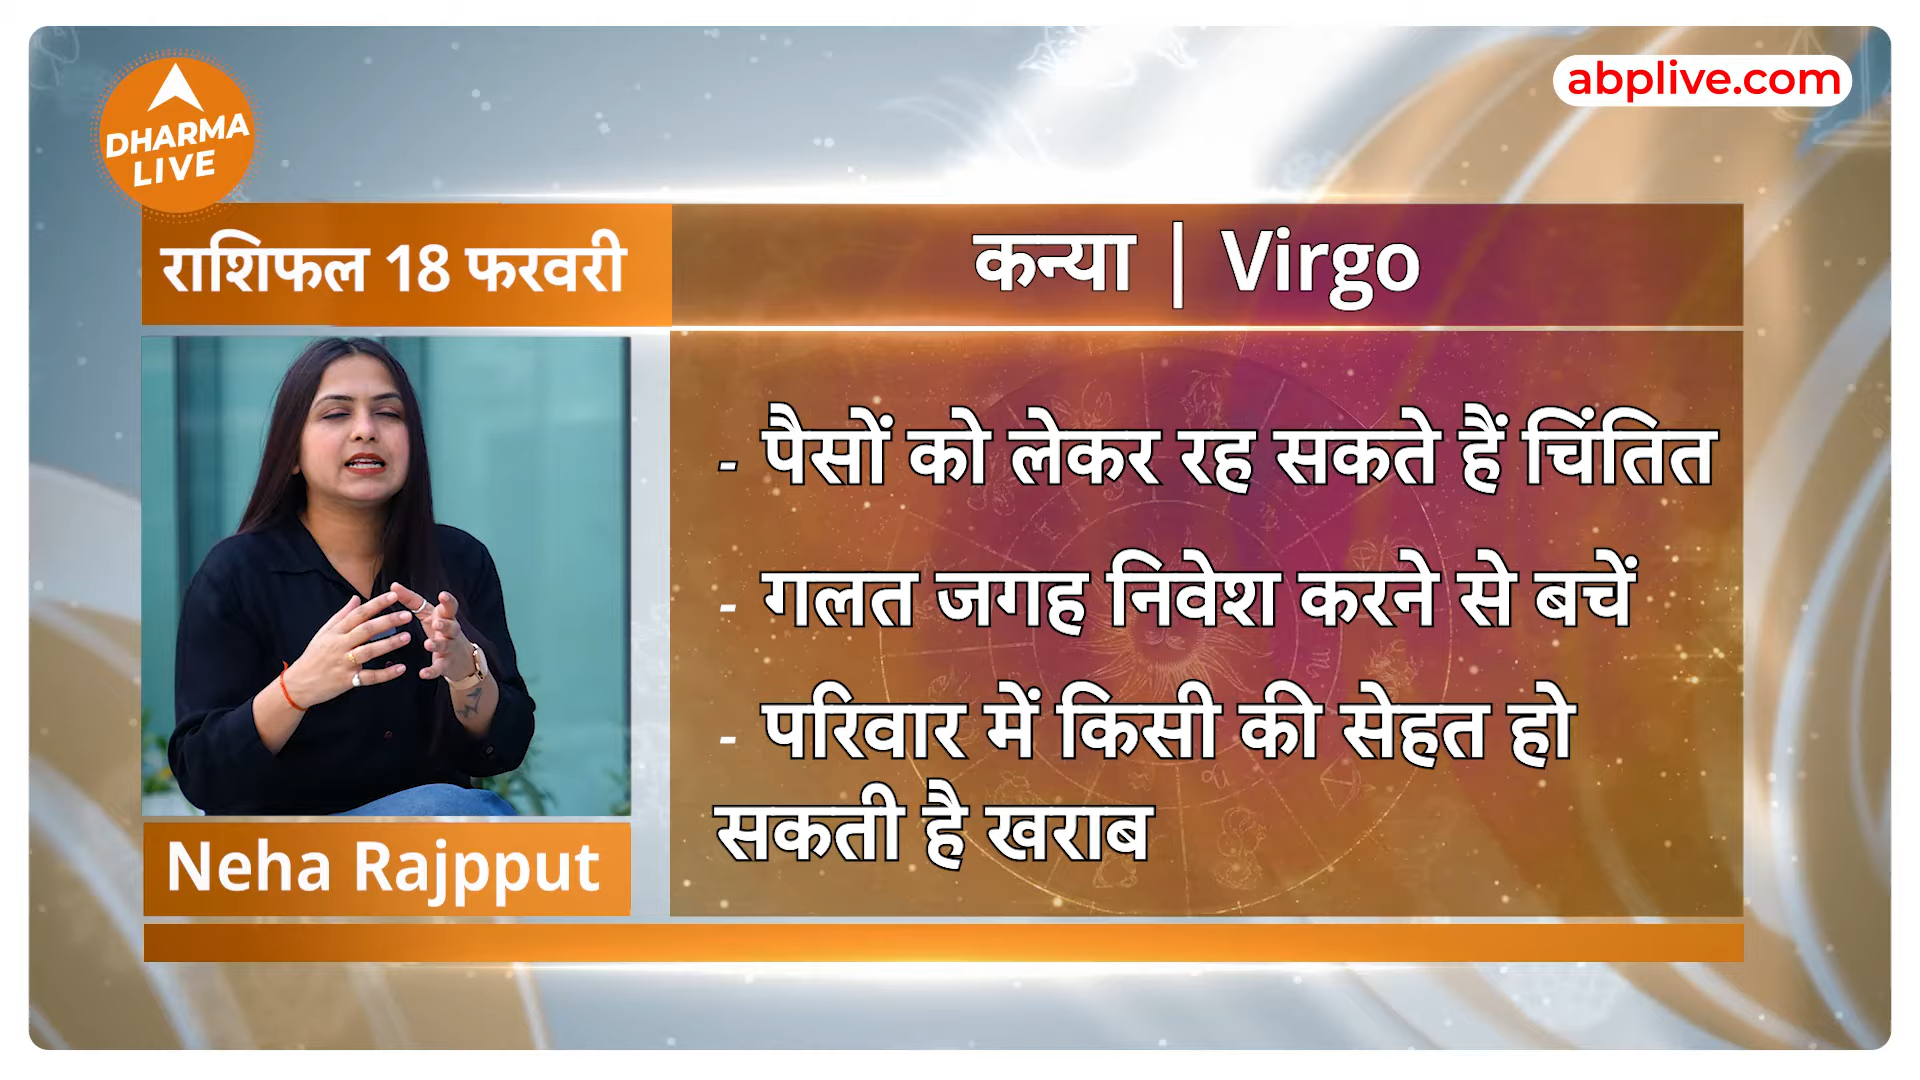 DHARMA
LIVE
abplive.com
राशिफल 18 फरवरी
कन्या | Virgo
- पैसों को लेकर रह सकते हैं चिंतित
- गलत जगह निवेश करने से बचें
- परिवार में किसी की सेहत हो
सकती है खराब
Neha Rajpput